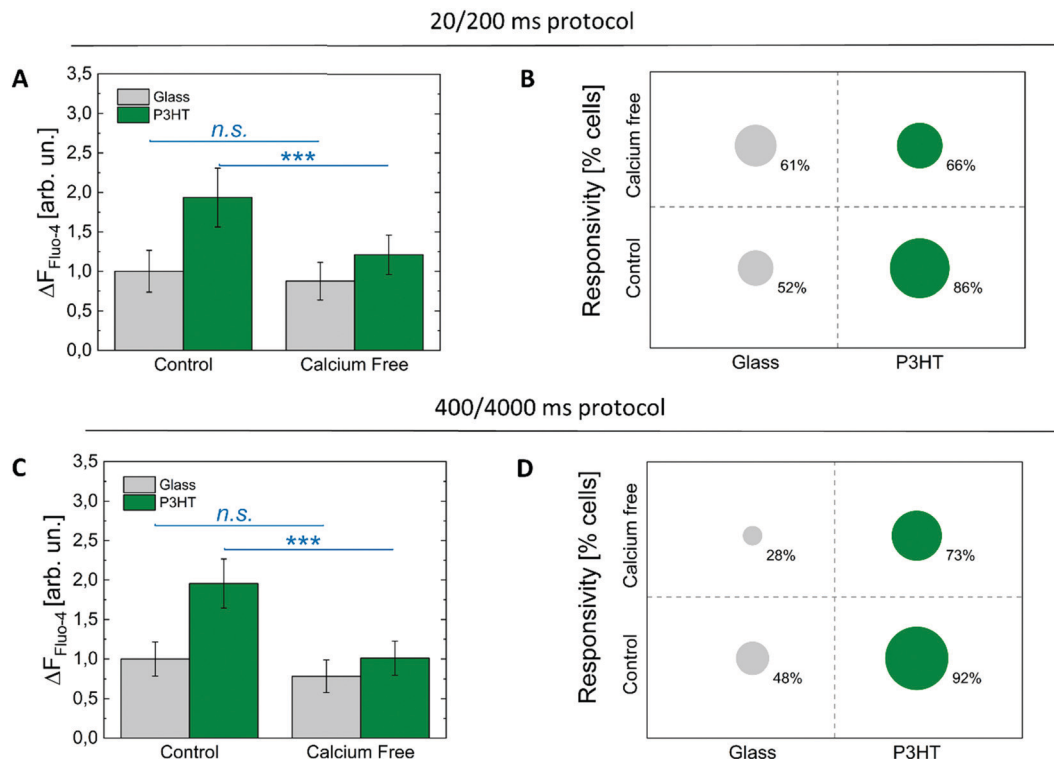 20/200 ms protocol
A
3,5
3,0
2,5
2,0
1,5
1,0
0,5
0,0
ΔF Fluo-4 [arb. un.]
Glass
P3HT
n.s.
***
Control
Calcium Free
B
Responsivity [% cells]
Calcium free
Control
61%
66%
52%
86%
Glass
P3HT
400/4000 ms protocol
C
3,5
3,0
2,5
2,0
1,5
1,0
0,5
0,0
ΔF Fluo-4 [arb. un.]
Glass
P3HT
n.s.
***
Control
Calcium Free
D
Responsivity [% cells]
Calcium free
Control
28%
73%
48%
92%
Glass
P3HT